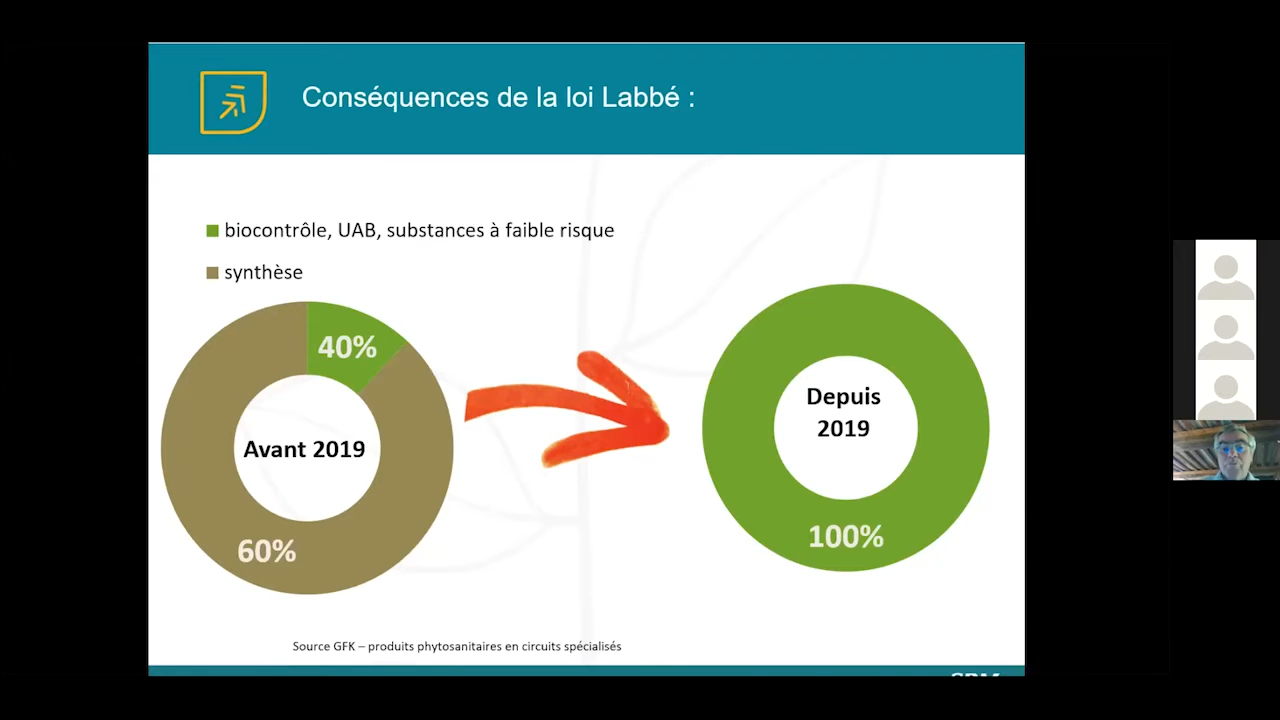 Conséquences de la loi Labbé :
biocontrôle, UAB, substances à faible risque
synthèse
40%
Avant 2019
60%
Depuis
2019
100%
Source GFK – produits phytosanitaires en circuits spécialisés